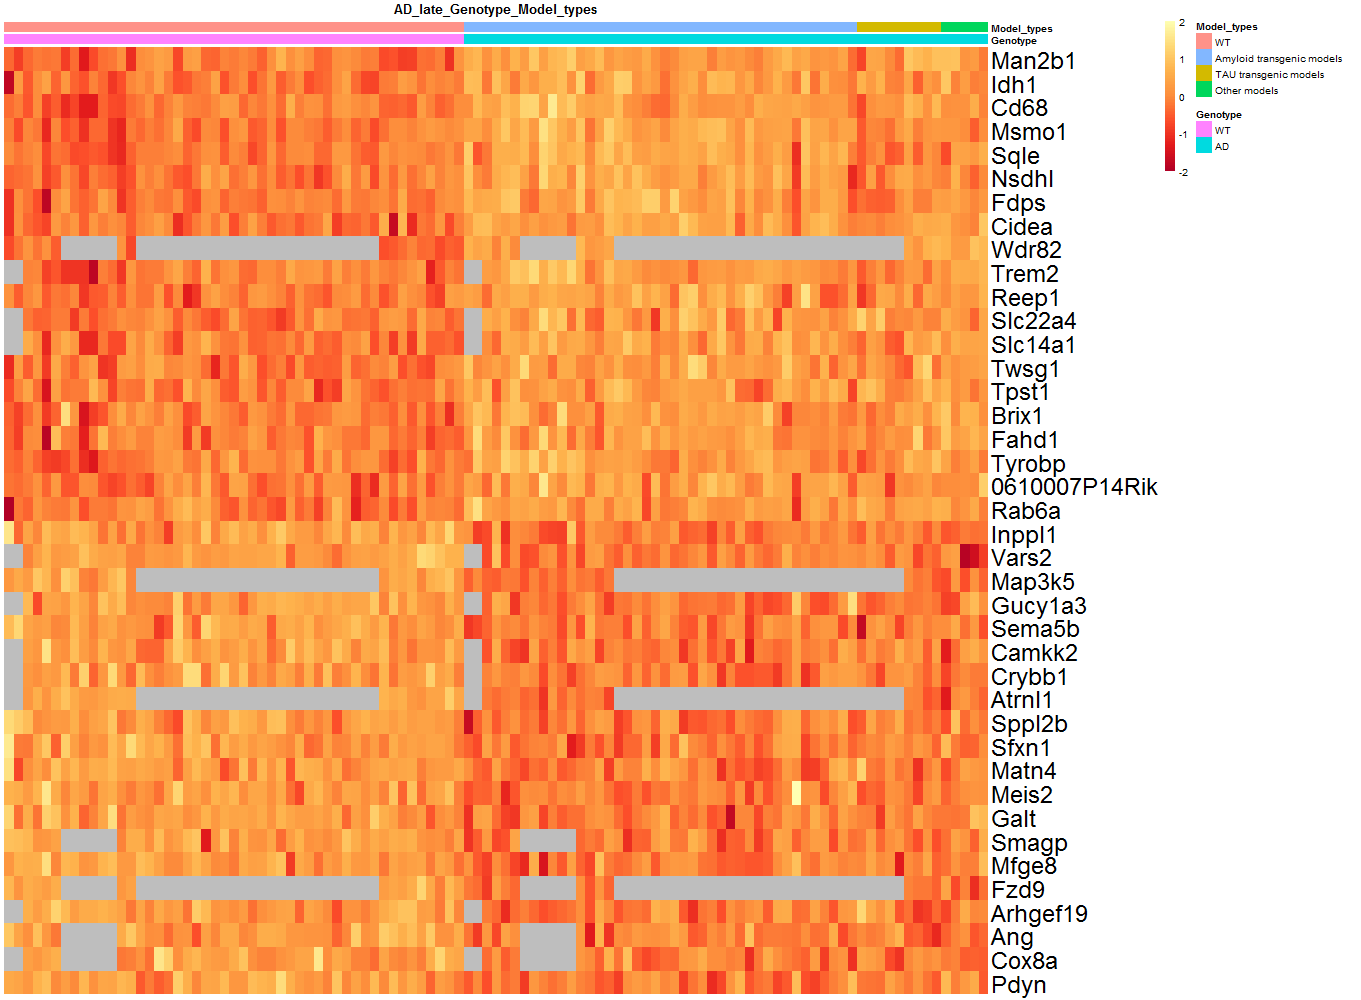 AD_late_Genotype_Model_types
Model_types
Genotype
Man2b1
Idh1
Cd68
Msmo1
Sqle
Nsdhl
Fdps
Cidea
Wdr82
Trem2
Reep1
Slc22a4
Slc14a1
Twsg1
Tpst1
Brix1
Fahd1
Tyrobp
0610007P14Rik
Rab6a
Inppl1
Vars2
Map3k5
Gucy1a3
Sema5b
Camkk2
Crybb1
Atrnl1
Sppl2b
Sfxn1
Matn4
Meis2
Galt
Smagp
Mfge8
Fzd9
Arhgef19
Ang
Cox8a
Pdyn
2
1
0
-1
-2
Model_types
WT
Amyloid transgenic models
TAU transgenic models
Other models
Genotype
WT
AD